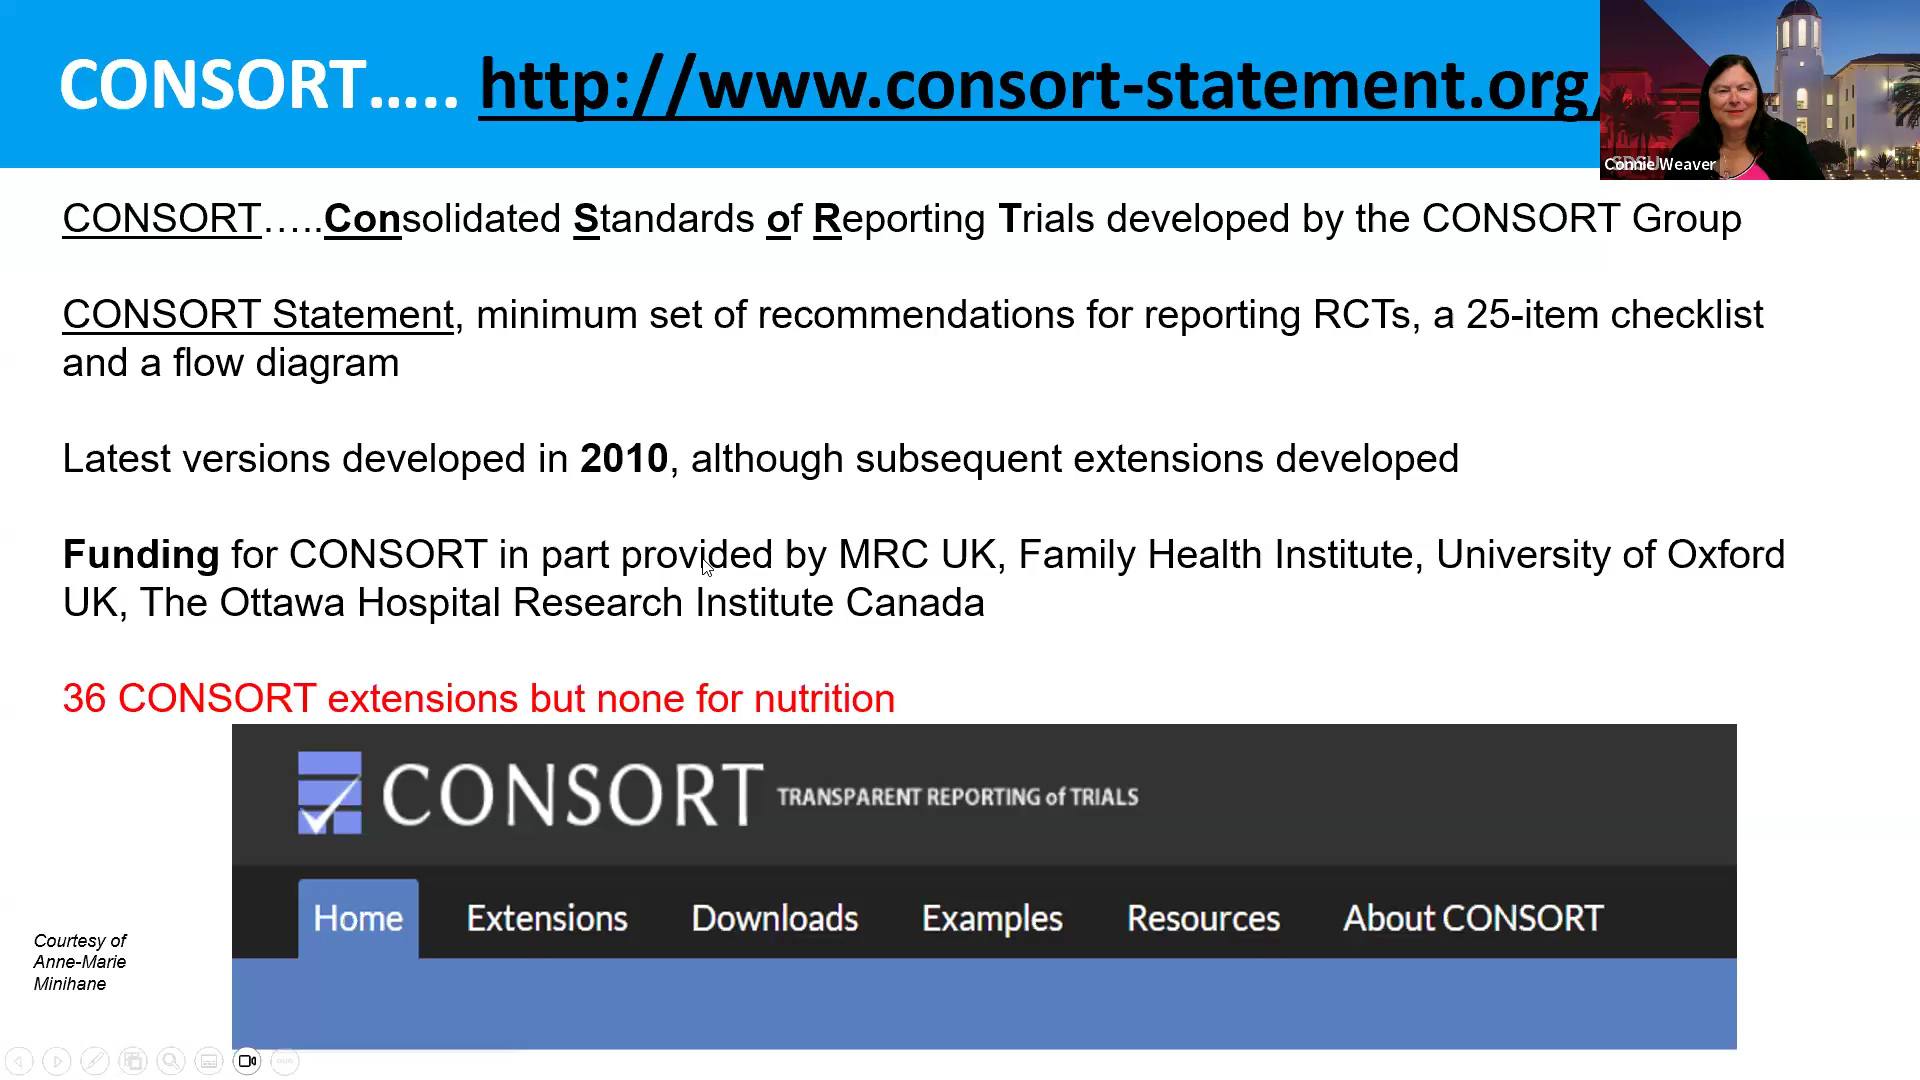 CONSORT..... http://www.consort-statement.org/
Connie Weaver
CONSORT…..Consolidated Standards of Reporting Trials developed by the CONSORT Group
CONSORT Statement, minimum set of recommendations for reporting RCTs, a 25-item checklist
and a flow diagram
Latest versions developed in 2010, although subsequent extensions developed
Funding for CONSORT in part provided by MRC UK, Family Health Institute, University of Oxford
UK, The Ottawa Hospital Research Institute Canada
36 CONSORT extensions but none for nutrition
CONSORT TRANSPARENT REPORTING of TRIALS
Home Extensions Downloads Examples Resources About CONSORT
Courtesy of
Anne-Marie
Minihane